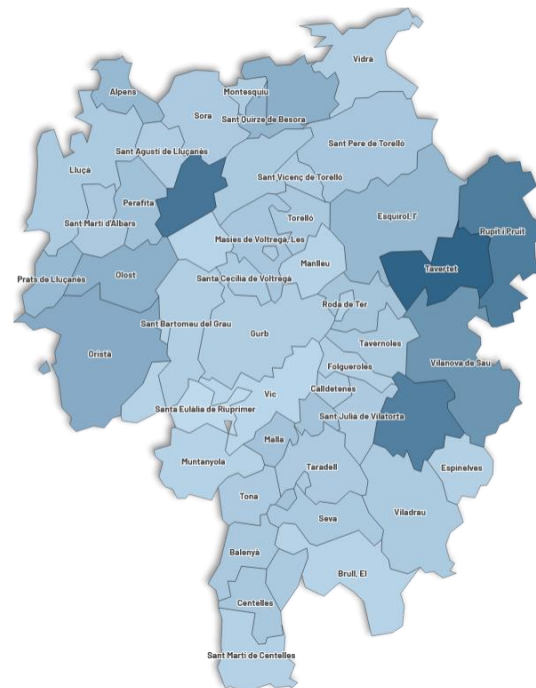 Vidrà
Alpens
Montesquiu
Sora
Sant Quirze de Besora
Sant Pere de Torelló
Sant Agustí de Lluçanès
Lluçà
Sant Vicenç de Torelló
Perafita
Torelló
Esquirol, l'
Sant Martí d'Albars
Rupit i Pruit
Masies de Voltregà, Les
Manlleu
Tavertet
Olost
Prats de Lluçanès
Santa Cecília de Voltregà
Roda de Ter
Sant Bartomeu del Grau
Gurb
Tavèrnoles
Oristà
Vilanova de Sau
Folgueroles
Vic
Calldetenes
Santa Eulàlia de Riuprimer
Sant Julià de Vilatorta
Malla
Muntanyola
Taradell
Espinelves
Tona
Viladrau
Seva
Balenyà
Brull, El
Centelles
Sant Martí de Centelles